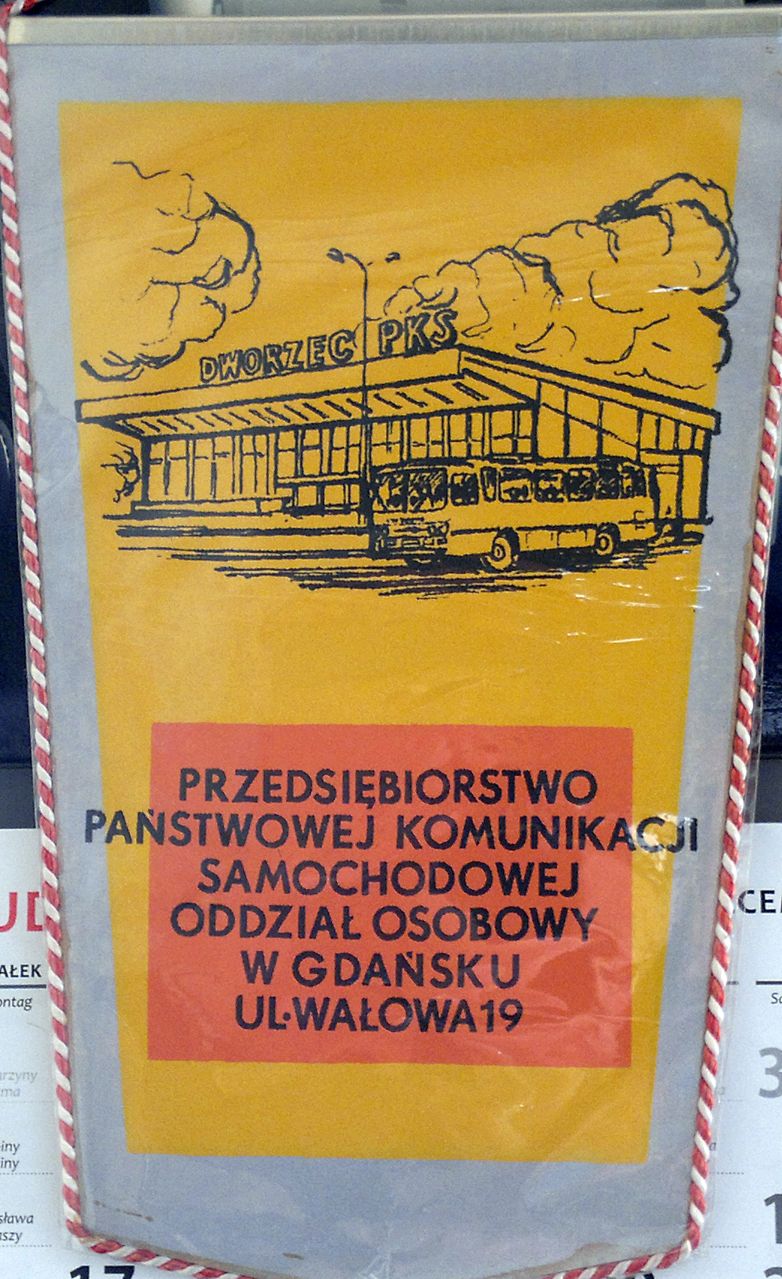 DWORZEC PKS
PRZEDSIĘBIORSTWO
PAŃSTWOWEJ KOMUNIKACJI
SAMOCHODOWEJ
ODDZIAŁ OSOBOWY
W GDAŃSKU
UL·WAŁOWA19